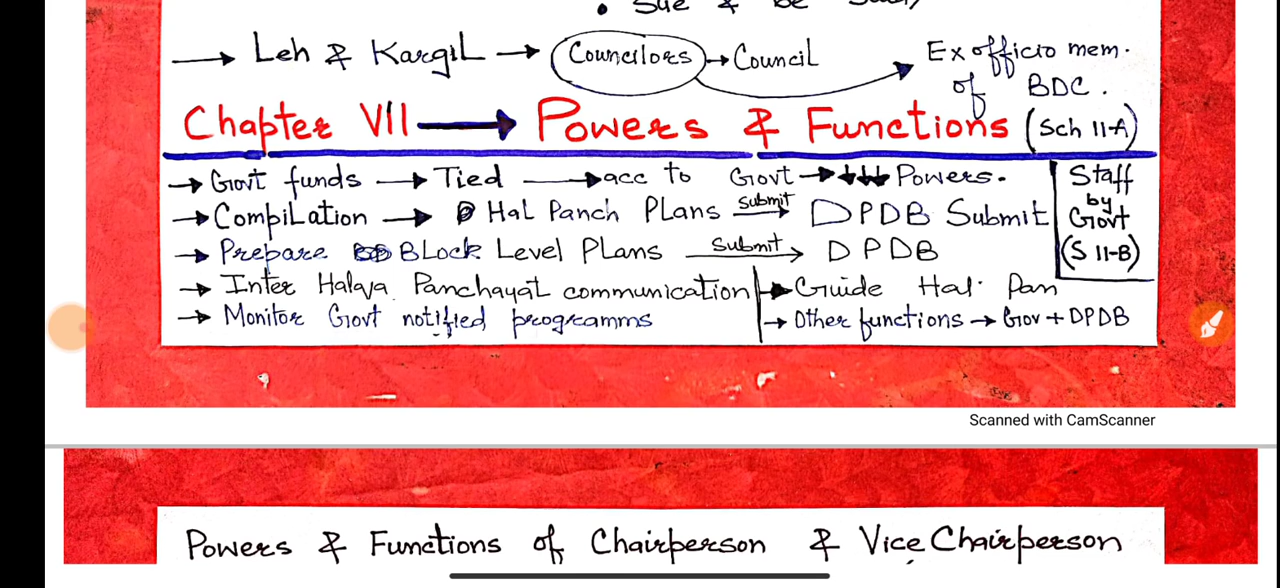 • Sue & be
→ Leh & Kargil → Councilors → Council → Ex officio mem. of BDC.
Chapter VII → Powers & Functions (Sch 11-A)
→ Govt funds → Tied → acc to Govt → ↓↓↓ Powers.
→ Compilation → Hal Panch Plans Submit → DPDB Submit
→ Prepare Block Level Plans Submit → DPDB
Staff by Govt (S 11-B)
→ Inter Halqa Panchayat communication
→ Guide Hal. Pan
→ Monitor Govt notified programms
→ Other functions → Gov + DPDB
Scanned with CamScanner
Powers & Functions of Chairperson & Vice Chairperson